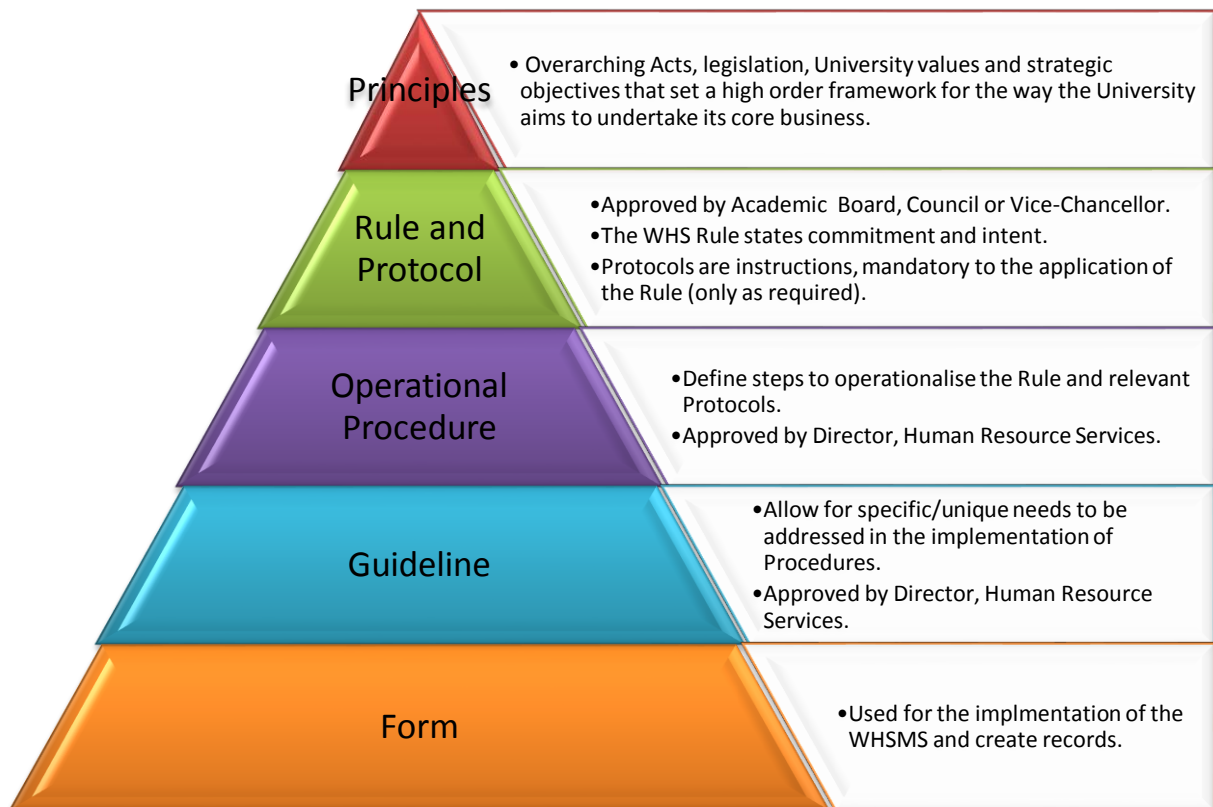 Principles
• Overarching Acts, legislation, University values and strategic
objectives that set a high order framework for the way the University
aims to undertake its core business.
Rule and
Protocol
•Approved by Academic Board, Council or Vice-Chancellor.
•The WHS Rule states commitment and intent.
•Protocols are instructions, mandatory to the application of
the Rule (only as required).
Operational
Procedure
•Define steps to operationalise the Rule and relevant
Protocols.
•Approved by Director, Human Resource Services.
Guideline
•Allow for specific/unique needs to be
addressed in the implementation of
Procedures.
•Approved by Director, Human Resource
Services.
Form
•Used for the implmentation of the
WHSMS and create records.